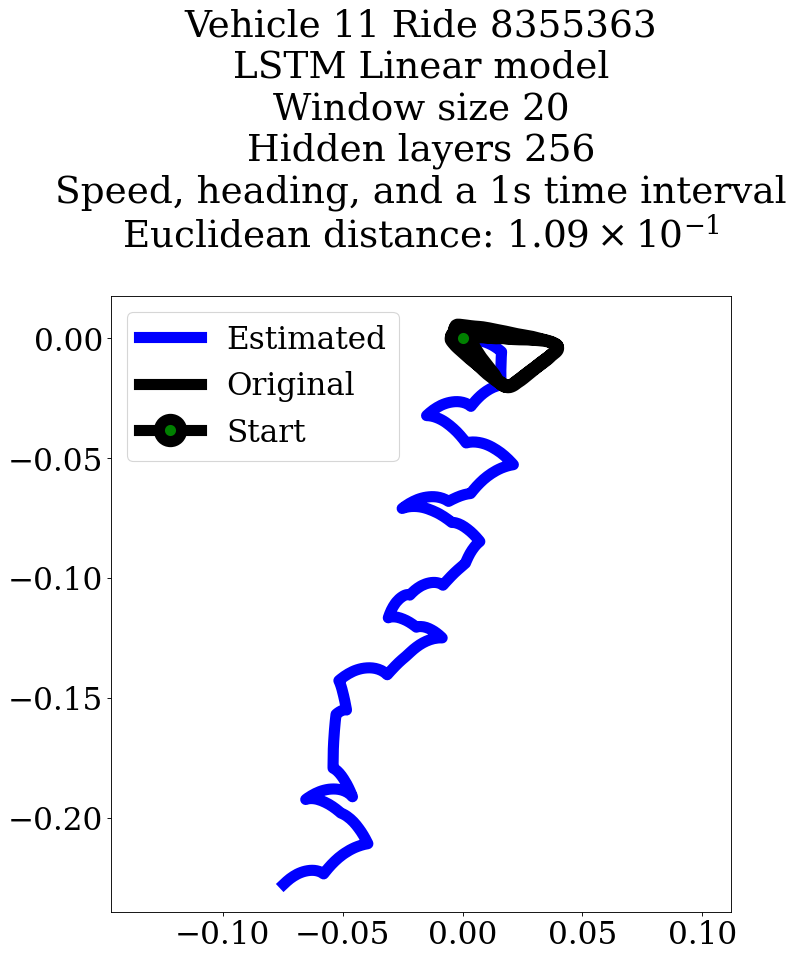 Vehicle 11 Ride 8355363
LSTM Linear model
Window size 20
Hidden layers 256
Speed, heading, and a 1s time interval
Euclidean distance: 1.09 × 10⁻¹
Estimated
Original
Start
0.00
−0.05
−0.10
−0.15
−0.20
−0.10 −0.05 0.00 0.05 0.10